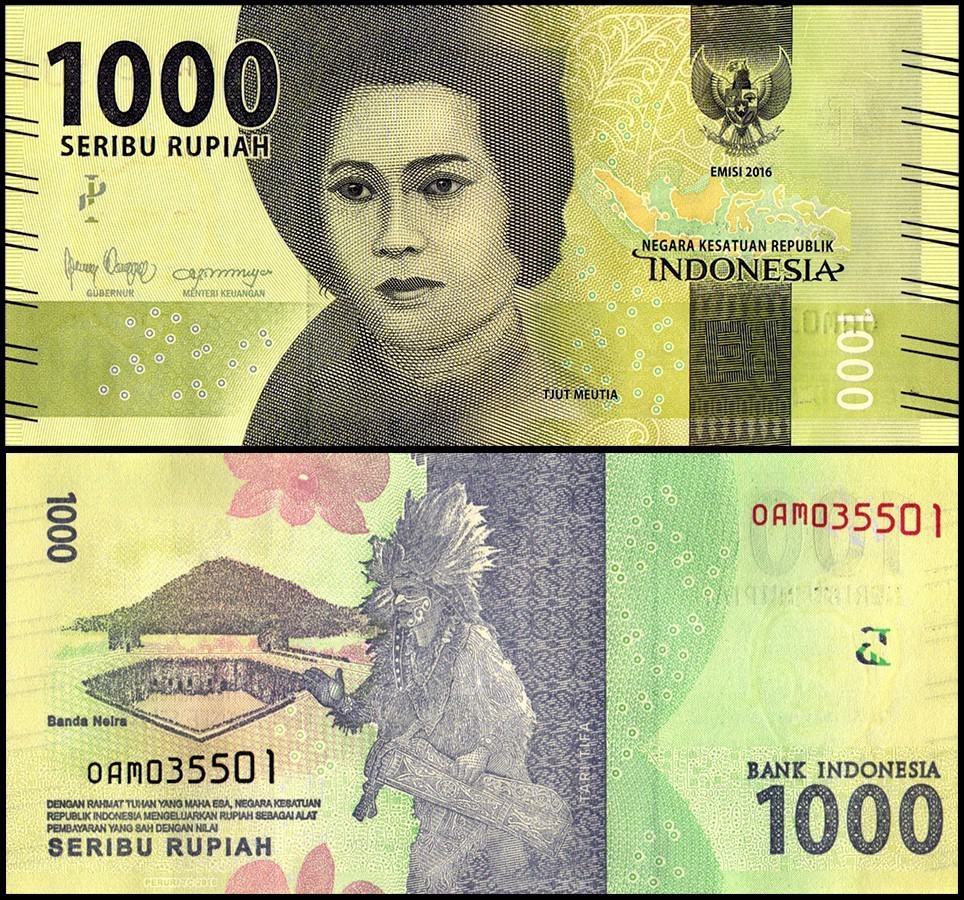 1000
SERIBU RUPIAH
EMISI 2016
NEGARA KESATUAN REPUBLIK
INDONESIA
GUBERNUR
MENTERI KEUANGAN
TJUT MEUTIA
1000
1000
0AM035501
Banda Neira
0AM035501
DENGAN RAHMAT TUHAN YANG MAHA ESA, NEGARA KESATUAN
REPUBLIK INDONESIA MENGELUARKAN RUPIAH SEBAGAI ALAT
PEMBAYARAN YANG SAH DENGAN NILAI
SERIBU RUPIAH
TARI TIFA
BANK INDONESIA
1000